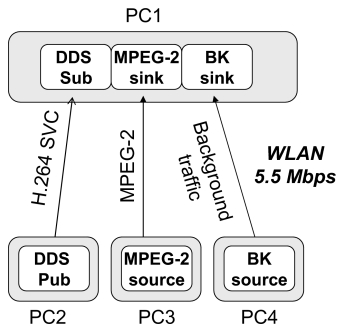 PC1
DDS
Sub
MPEG-2
sink
BK
sink
H.264 SVC
MPEG-2
Background
traffic
WLAN
5.5 Mbps
DDS
Pub
MPEG-2
source
BK
source
PC2
PC3
PC4